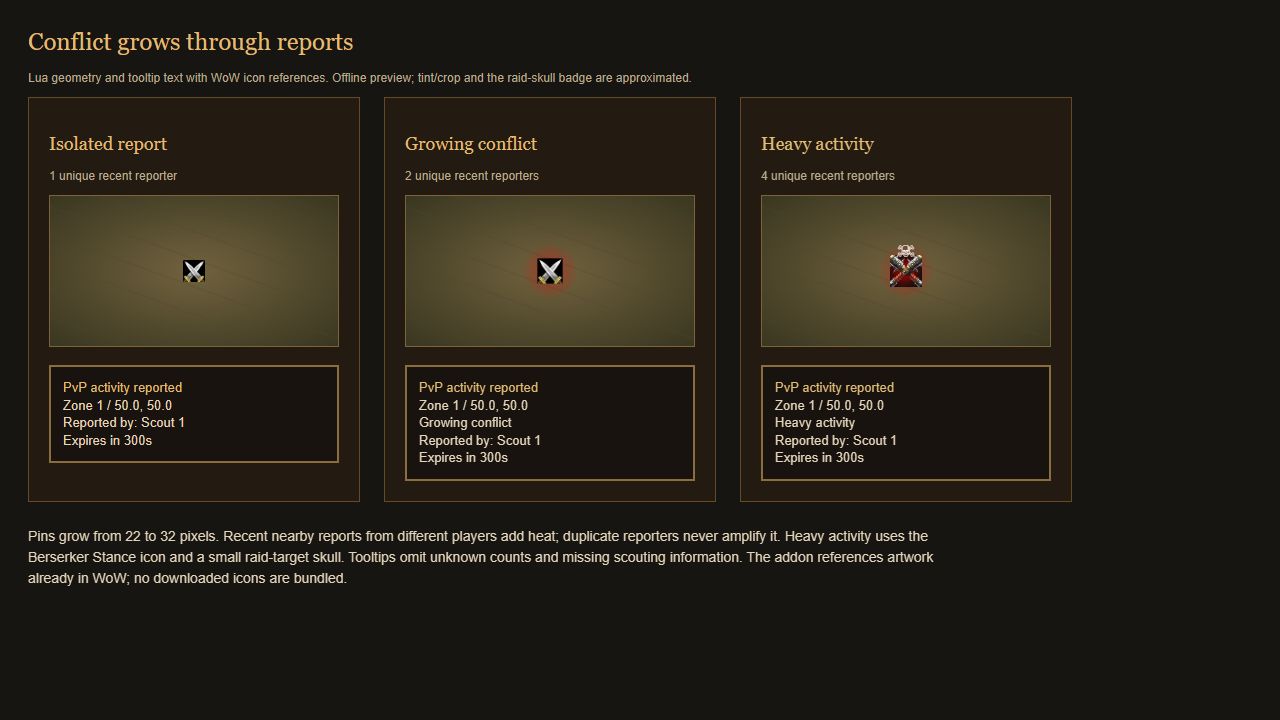 Conflict grows through reports
Lua geometry and tooltip text with WoW icon references. Offline preview; tint/crop and the raid-skull badge are approximated.
Isolated report
1 unique recent reporter
PvP activity reported
Zone 1 / 50.0, 50.0
Reported by: Scout 1
Expires in 300s
Growing conflict
2 unique recent reporters
PvP activity reported
Zone 1 / 50.0, 50.0
Growing conflict
Reported by: Scout 1
Expires in 300s
Heavy activity
4 unique recent reporters
PvP activity reported
Zone 1 / 50.0, 50.0
Heavy activity
Reported by: Scout 1
Expires in 300s
Pins grow from 22 to 32 pixels. Recent nearby reports from different players add heat; duplicate reporters never amplify it. Heavy activity uses the
Berserker Stance icon and a small raid-target skull. Tooltips omit unknown counts and missing scouting information. The addon references artwork
already in WoW; no downloaded icons are bundled.